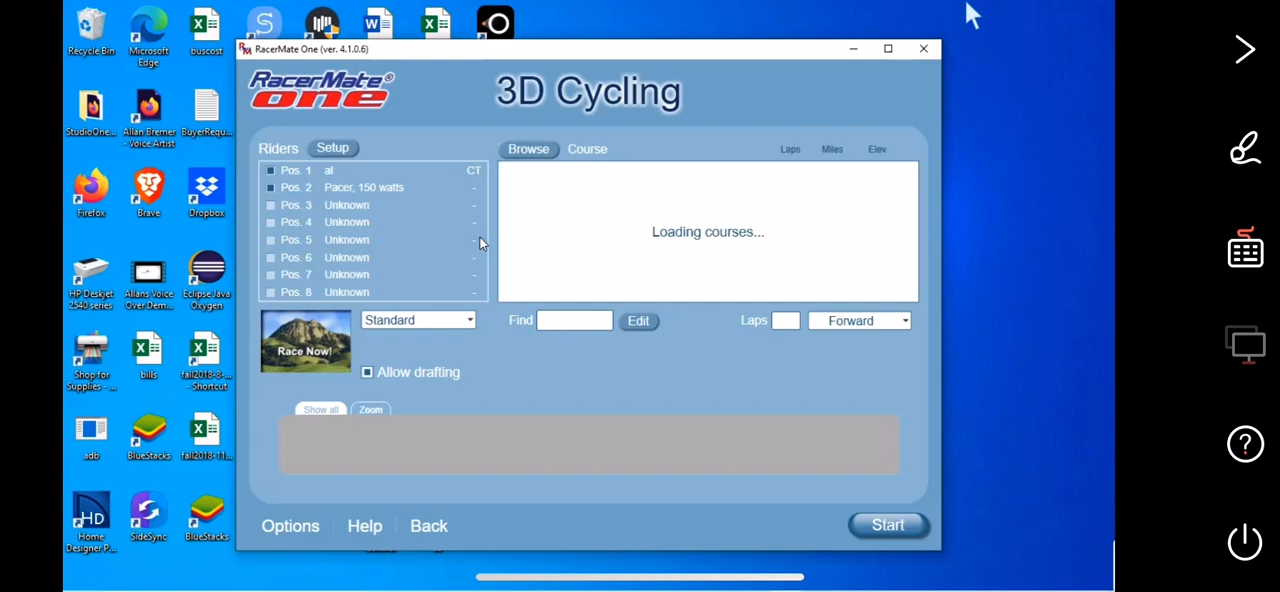 S
Recycle Bin
Microsoft Edge
buscost
RacerMate One (ver. 4.1.0.6)
RacerMate®
one
3D Cycling
StudioOne...
Allan Bremer - Voice Artist
BuyerRequ...
Firefox
Brave
Dropbox
HP Deskjet 2540 series
Allans Voice Over Dem...
Eclipse Java Oxygen
Shop for Supplies - ...
bills
fall2018-8-... - Shortcut
adb
BlueStacks
fall2018-11...
HD
Home Designer P...
SideSync
BlueStacks
Riders
Setup
Pos. 1 al CT
Pos. 2 Pacer, 150 watts -
Pos. 3 Unknown -
Pos. 4 Unknown -
Pos. 5 Unknown -
Pos. 6 Unknown -
Pos. 7 Unknown -
Pos. 8 Unknown -
Browse Course Laps Miles Elev
Loading courses...
Race Now!
Standard
Find
Edit
Laps
Forward
Allow drafting
Show all
Zoom
Options Help Back
Start